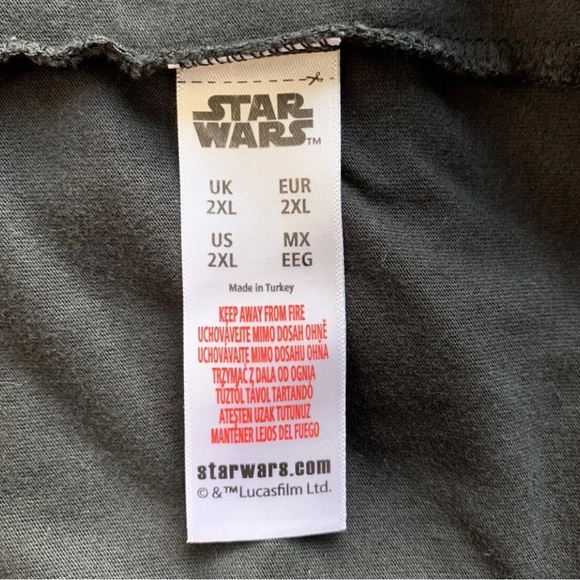 STAR
WARS™
UK EUR
2XL 2XL
US MX
2XL EEG
Made in Turkey
KEEP AWAY FROM FIRE
UCHOVÁVEJTE MIMO DOSAH OHNĚ
UCHOVÁVAJTE MIMO DOSAHU OHŇA
TRZYMAĆ Z DALA OD OGNIA
TŰZTŐL TÁVOL TARTANDÓ
ATEŞTEN UZAK TUTUNUZ
MANTENER LEJOS DEL FUEGO
starwars.com
© &™Lucasfilm Ltd.